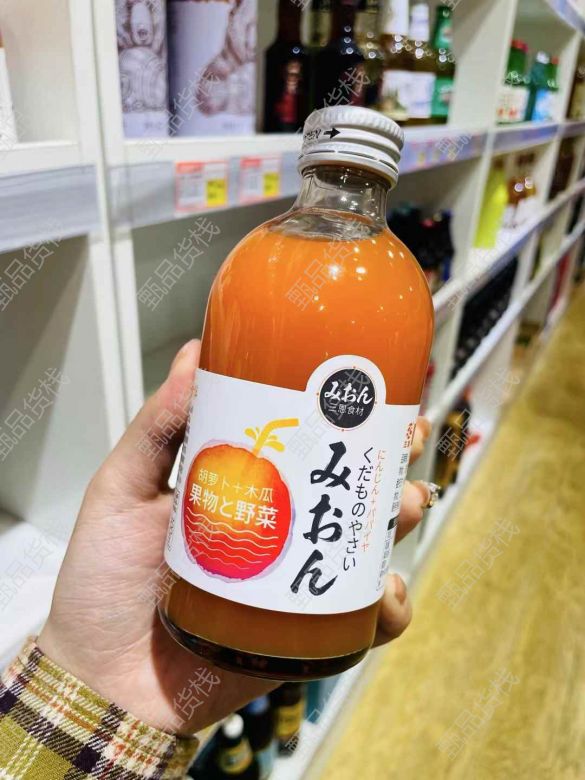 みおん
三恩食材
胡萝卜+木瓜
果物と野菜
みおん
くだものやさい
にんじん+パパイヤ
甄品货栈